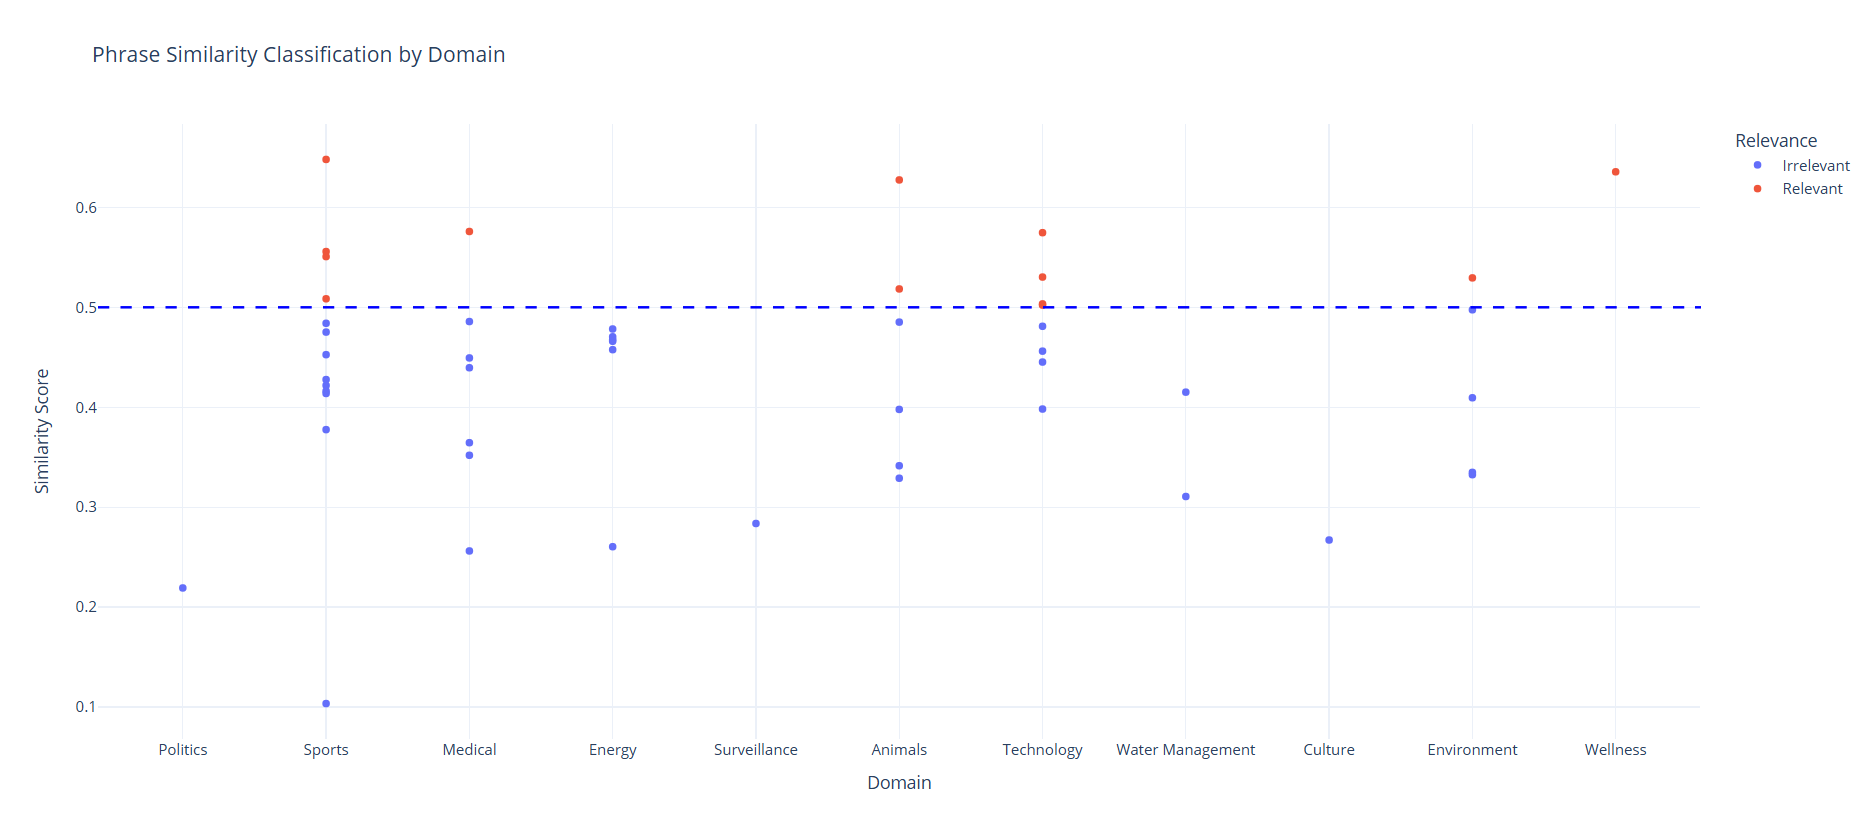 Phrase Similarity Classification by Domain
Relevance
Irrelevant
Relevant
0.6
0.5
0.4
0.3
0.2
0.1
Similarity Score
Politics Sports Medical Energy Surveillance Animals Technology Water Management Culture Environment Wellness
Domain